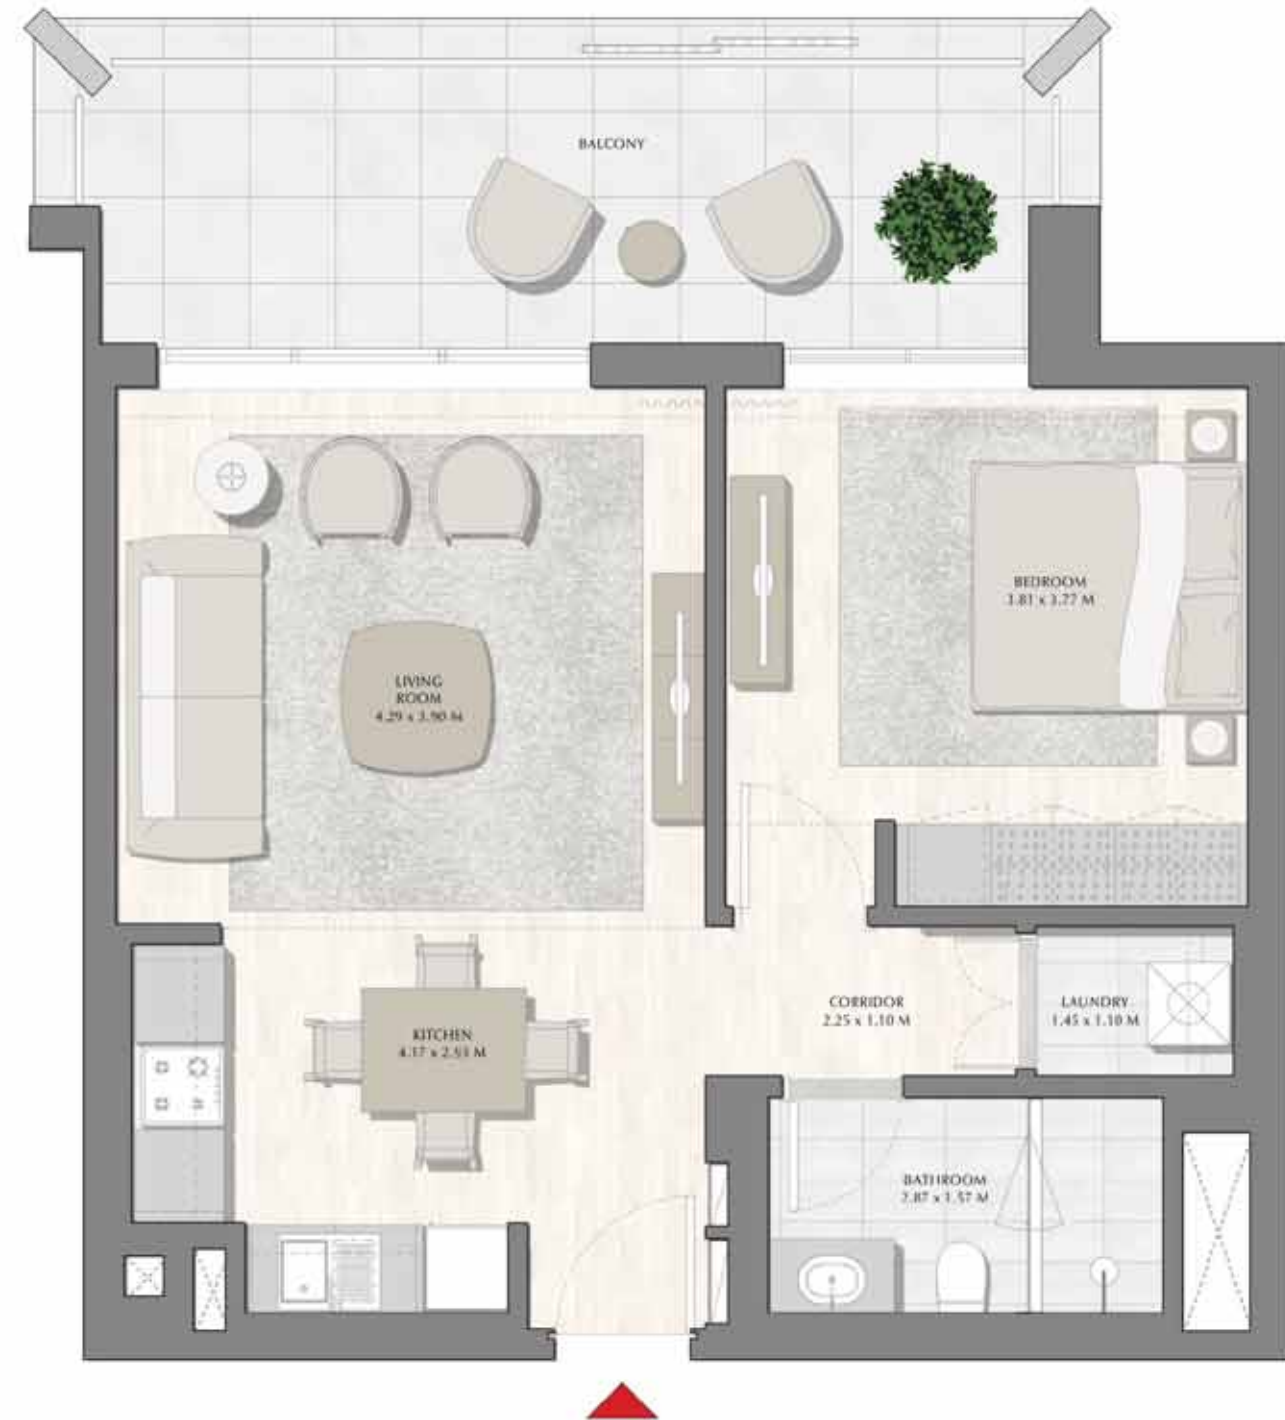 BALCONY
BEDROOM
3.81 x 3.77 M
LIVING
ROOM
4.29 x 3.90 M
CORRIDOR
2.25 x 1.10 M
LAUNDRY
1.45 x 1.10 M
KITCHEN
4.17 x 2.53 M
BATHROOM
2.87 x 1.57 M